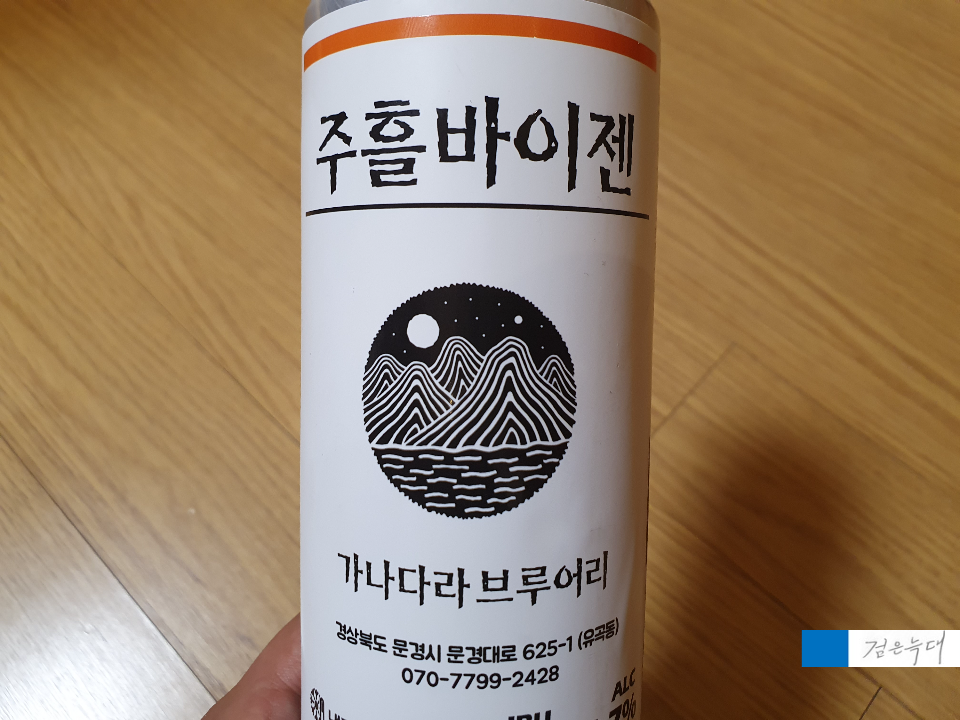 주흘바이젠
가나다라브루어리
경상북도 문경시 문경대로 625-1 (유곡동)
070-7799-2428
ALC
IBU
검은늑대